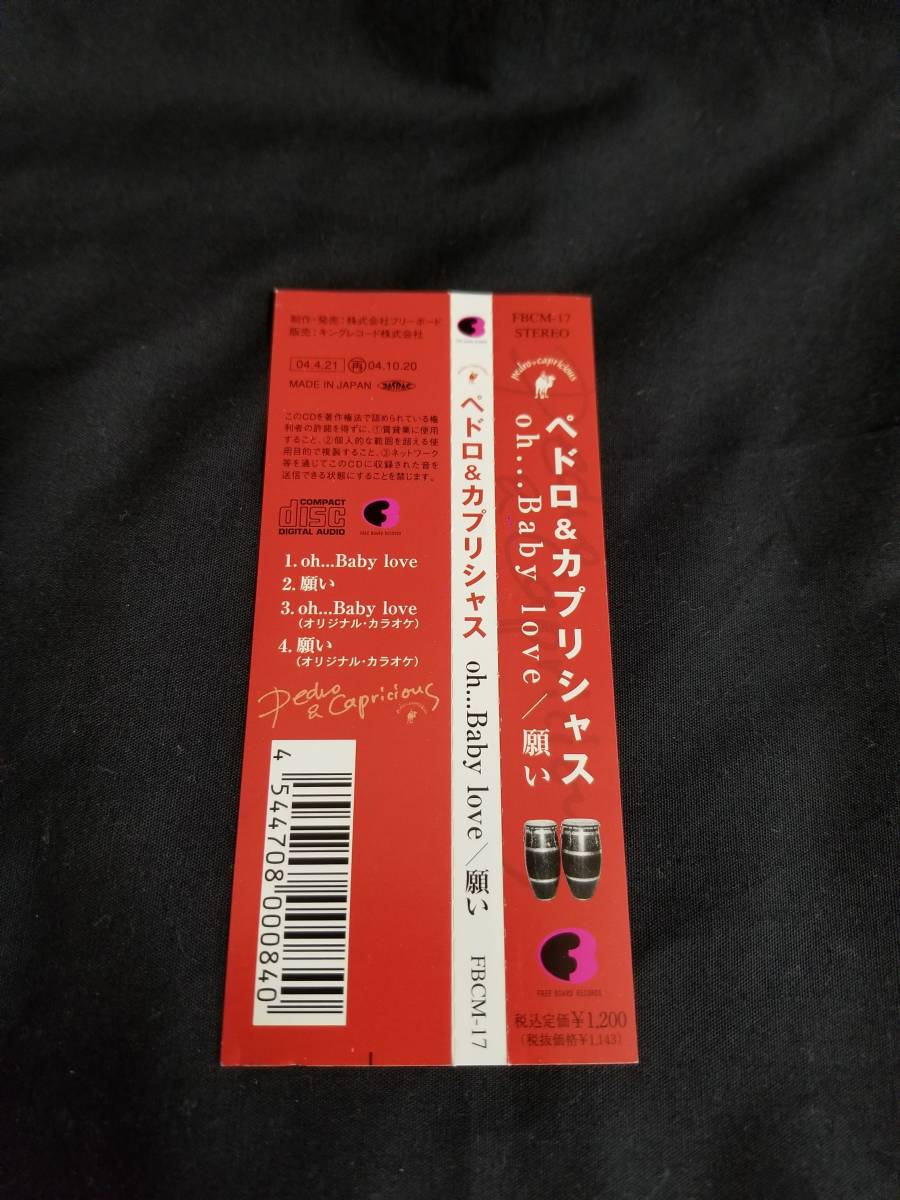 制作・発売：株式会社フリーボード
販売：キングレコード株式会社
04.4.21 再 04.10.20
MADE IN JAPAN
このCDを著作権法で認められている権
利者の許諾を得ずに、①賃貸業に使用
すること、②個人的な範囲を超える使
用目的で複製すること、③ネットワーク
等を通じてこのCDに収録された音を
送信できる状態にすることを禁じます。
COMPACT
disc
DIGITAL AUDIO
FREE BOARD RECORDS
1. oh...Baby love
2. 願い
3. oh...Baby love
(オリジナル・カラオケ)
4. 願い
(オリジナル・カラオケ)
Pedro
& Capricious
4 544708 000840
ペドロ&カプリシャス oh...Baby love/願い FBCM-17
FBCM-17
STEREO
pedro & capricious
ペドロ&カプリシャス
oh...Baby love/願い
FREE BOARD RECORDS
税込定価¥1,200
(税抜価格¥1,143)